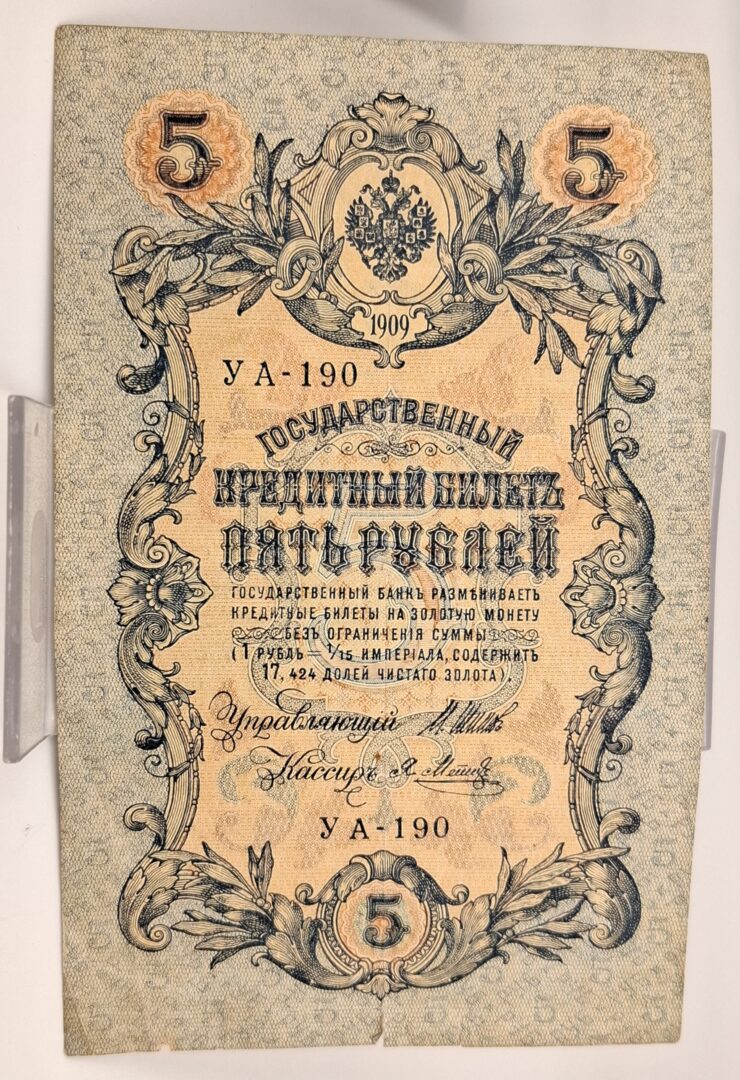 5 5
1909
УА-190
ГОСУДАРСТВЕННЫЙ
КРЕДИТНЫЙ БИЛЕТЪ
ПЯТЬ РУБЛЕЙ
ГОСУДАРСТВЕННЫЙ БАНКЪ РАЗМѢНИВАЕТЪ
КРЕДИТНЫЕ БИЛЕТЫ НА ЗОЛОТУЮ МОНЕТУ
БЕЗЪ ОГРАНИЧЕНІЯ СУММЫ
(1 РУБЛЬ = 1/15 ИМПЕРІАЛА, СОДЕРЖИТЪ
17,424 ДОЛЕЙ ЧИСТАГО ЗОЛОТА).
Управляющій
Кассиръ
УА-190
5